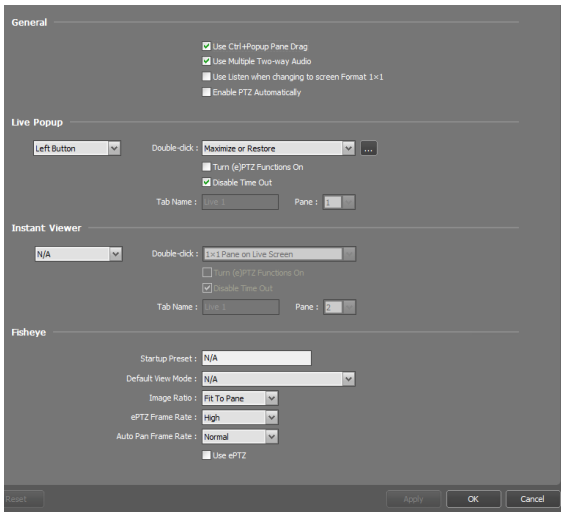 General
Use Ctrl+Popup Pane Drag
Use Multiple Two-way Audio
Use Listen when changing to screen Format 1×1
Enable PTZ Automatically
Live Popup
Left Button Double-click : Maximize or Restore ...
Turn (e)PTZ Functions On
Disable Time Out
Tab Name : Live 1 Pane : 1
Instant Viewer
N/A Double-click : 1×1 Pane on Live Screen
Turn (e)PTZ Functions On
Disable Time Out
Tab Name : Live 1 Pane : 2
Fisheye
Startup Preset : N/A
Default View Mode : N/A
Image Ratio : Fit To Pane
ePTZ Frame Rate : High
Auto Pan Frame Rate : Normal
Use ePTZ
Reset Apply OK Cancel